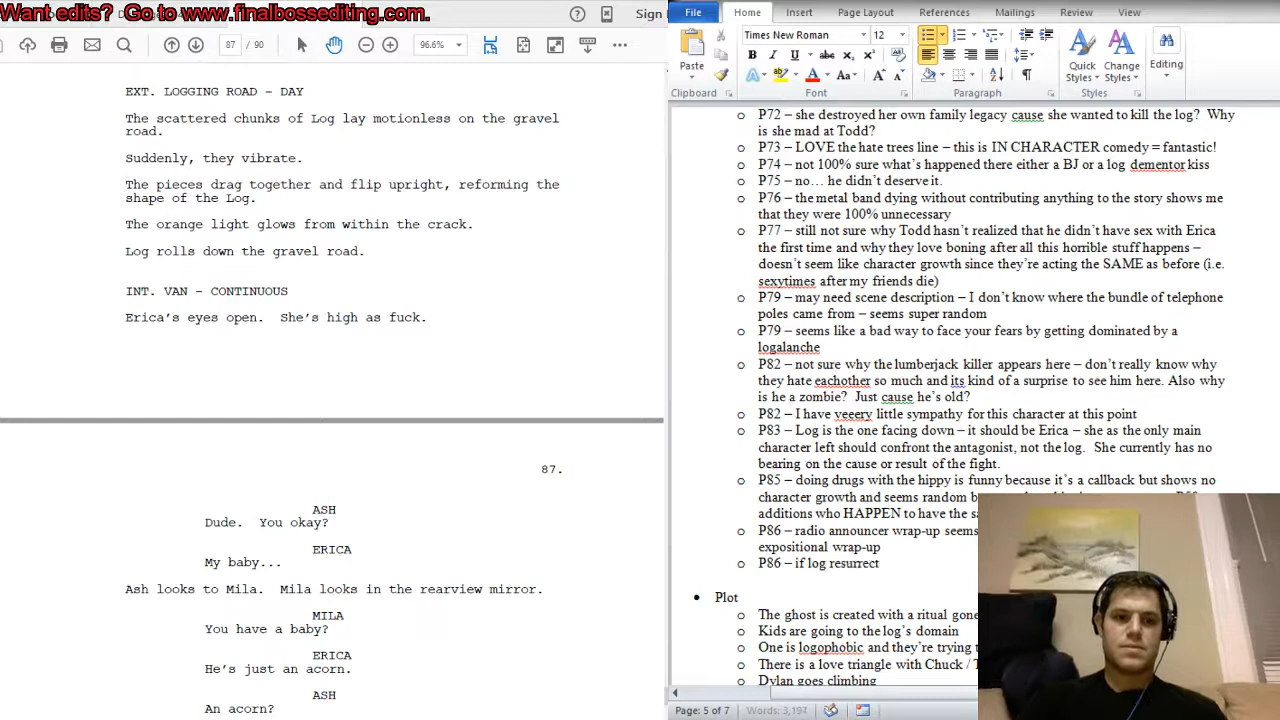 Want edits?  Go to www.finalbossediting.com.
Sign
96.6%
EXT. LOGGING ROAD - DAY
The scattered chunks of Log lay motionless on the gravel
road.
Suddenly, they vibrate.
The pieces drag together and flip upright, reforming the
shape of the Log.
The orange light glows from within the crack.
Log rolls down the gravel road.
INT. VAN - CONTINUOUS
Erica's eyes open.  She's high as fuck.
87.
ASH
Dude.  You okay?
ERICA
My baby...
Ash looks to Mila.  Mila looks in the rearview mirror.
MILA
You have a baby?
ERICA
He's just an acorn.
ASH
An acorn?
File Home Insert Page Layout References Mailings Review View
Times New Roman 12
Paste
Quick Styles
Change Styles
Editing
Clipboard Font Paragraph Styles
P72 – she destroyed her own family legacy cause she wanted to kill the log?  Why
is she mad at Todd?
P73 – LOVE the hate trees line – this is IN CHARACTER comedy = fantastic!
P74 – not 100% sure what's happened there either a BJ or a log dementor kiss
P75 – no… he didn't deserve it.
P76 – the metal band dying without contributing anything to the story shows me
that they were 100% unnecessary
P77 – still not sure why Todd hasn't realized that he didn't have sex with Erica
the first time and why they love boning after all this horrible stuff happens –
doesn't seem like character growth since they're acting the SAME as before (i.e.
sexytimes after my friends die)
P79 – may need scene description – I don't know where the bundle of telephone
poles came from – seems super random
P79 – seems like a bad way to face your fears by getting dominated by a
logalanche
P82 – not sure why the lumberjack killer appears here – don't really know why
they hate eachother so much and its kind of a surprise to see him here. Also why
is he a zombie?  Just cause he's old?
P82 – I have veeery little sympathy for this character at this point
P83 – Log is the one facing down – it should be Erica – she as the only main
character left should confront the antagonist, not the log.  She currently has no
bearing on the cause or result of the fight.
P85 – doing drugs with the hippy is funny because it's a callback but shows no
character growth and seems random
additions who HAPPEN to have the
P86 – radio announcer wrap-up seems
expositional wrap-up
P86 – if log resurrect
Plot
The ghost is created with a ritual gone
Kids are going to the log's domain
One is logophobic and they're trying
There is a love triangle with Chuck /
Dylan goes climbing
Page: 5 of 7 Words: 3,197